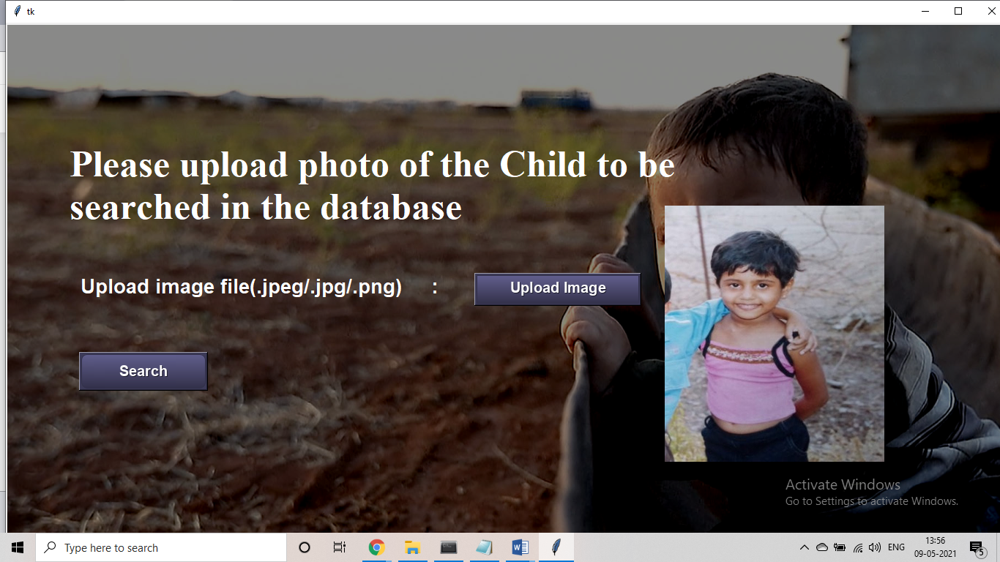 tk
Please upload photo of the Child to be
searched in the database
Upload image file(.jpeg/.jpg/.png) :
Upload Image
Search
Activate Windows
Go to Settings to activate Windows.
Type here to search
ENG
13:56
09-05-2021
5